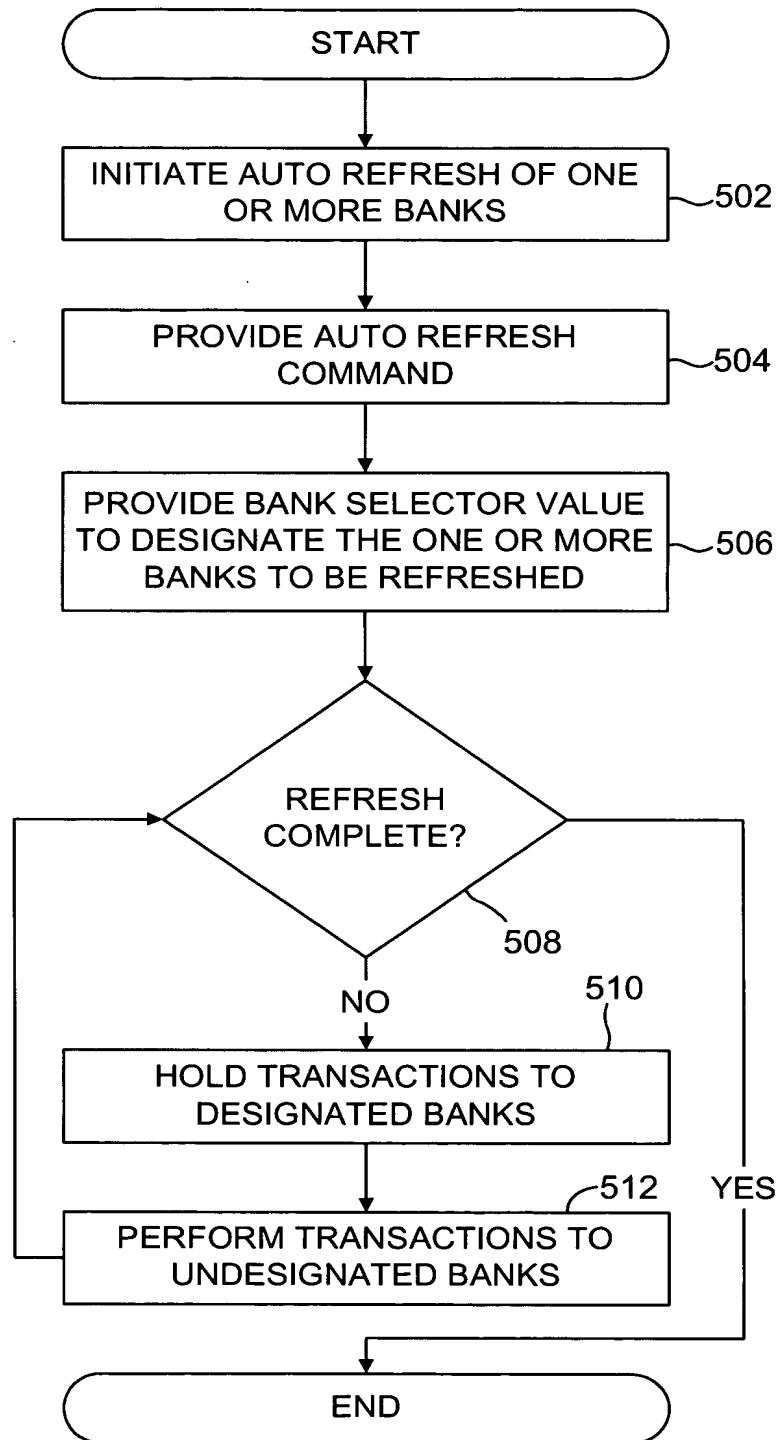 START
INITIATE AUTO REFRESH OF ONE
OR MORE BANKS
502
PROVIDE AUTO REFRESH
COMMAND
504
PROVIDE BANK SELECTOR VALUE
TO DESIGNATE THE ONE OR MORE
BANKS TO BE REFRESHED
506
REFRESH
COMPLETE?
508
NO
510
HOLD TRANSACTIONS TO
DESIGNATED BANKS
512
YES
PERFORM TRANSACTIONS TO
UNDESIGNATED BANKS
END